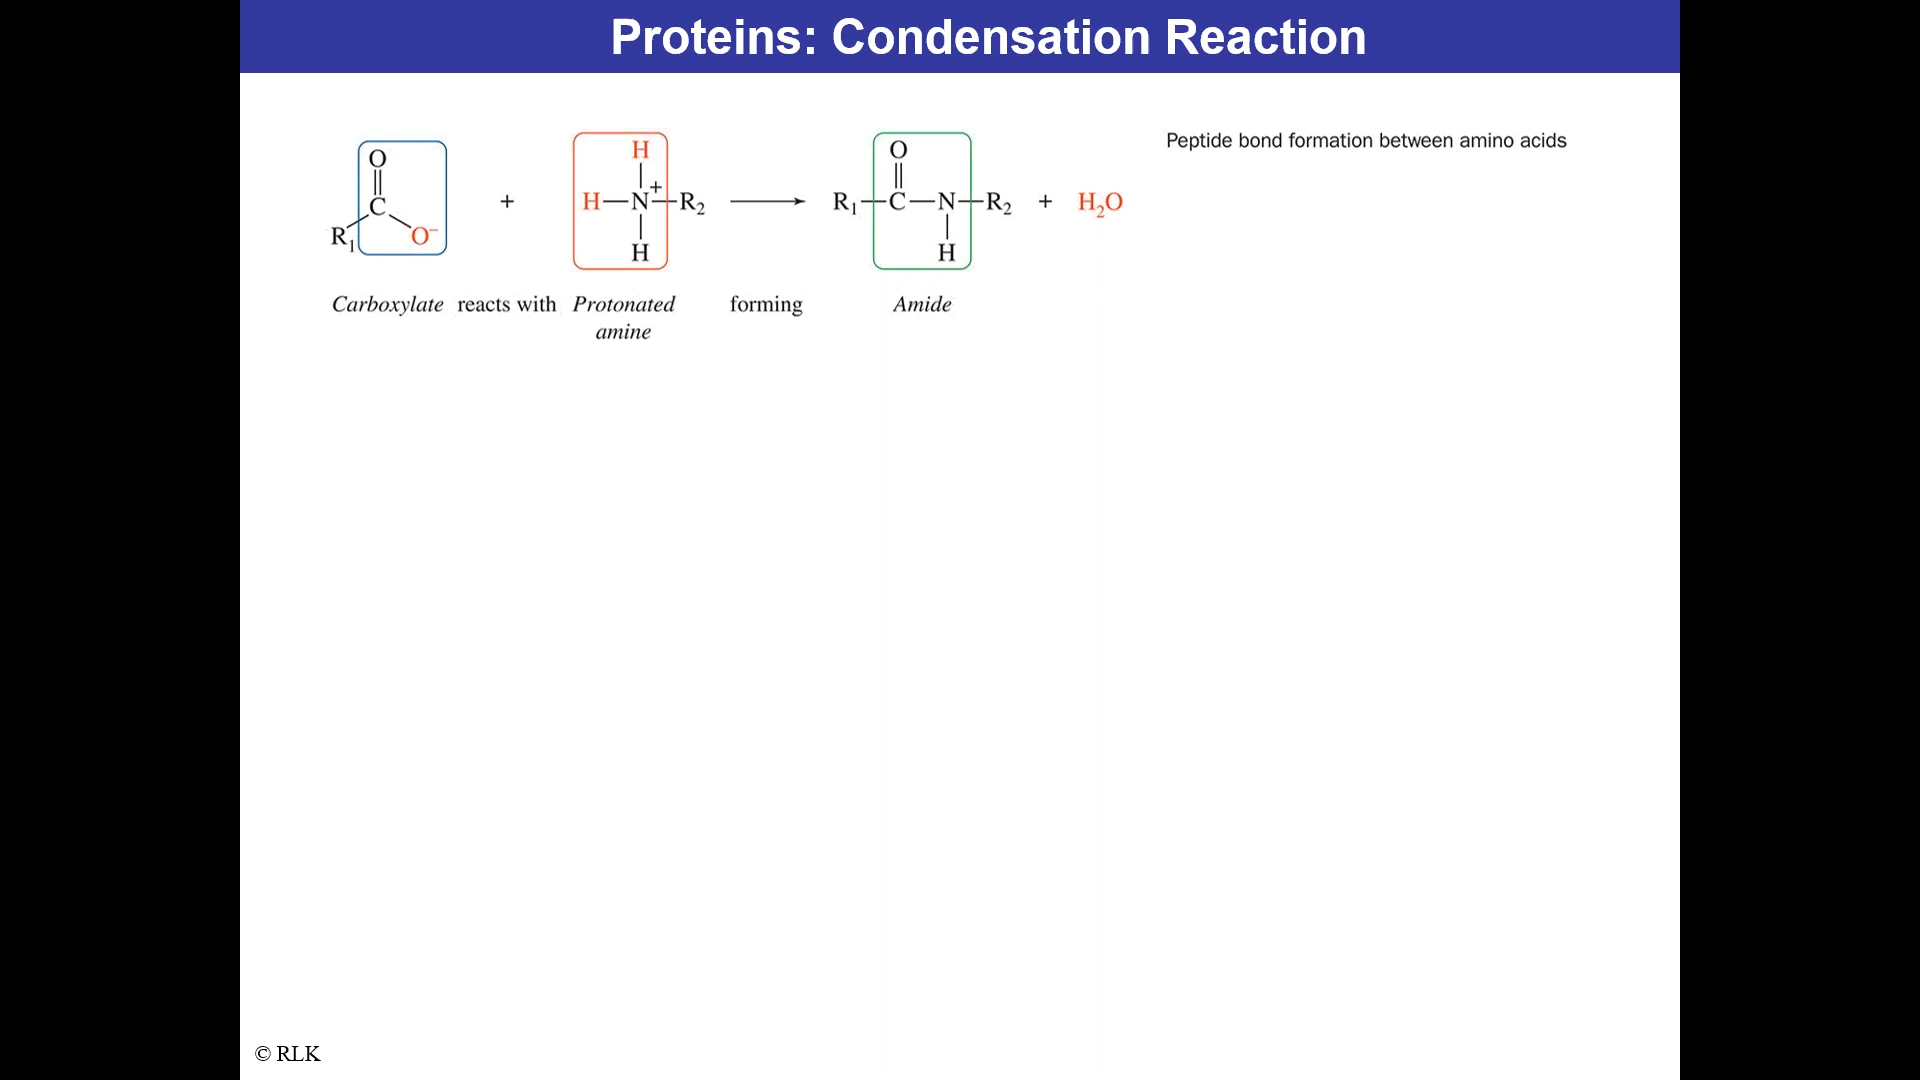 Proteins: Condensation Reaction
Peptide bond formation between amino acids
O
C
R₁
O⁻
+
H
H—N⁺—R₂
H
O
R₁—C—N—R₂ + H₂O
H
Carboxylate reacts with Protonated amine forming Amide
© RLK